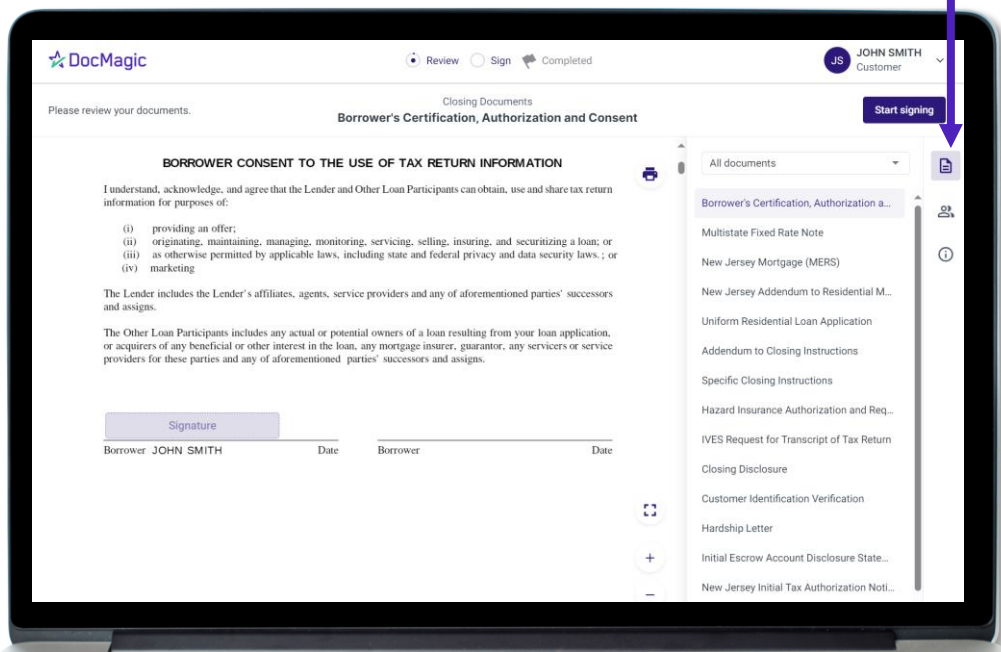 DocMagic
Review Sign Completed
JS
JOHN SMITH
Customer
Please review your documents.
Closing Documents
Borrower's Certification, Authorization and Consent
Start signing
BORROWER CONSENT TO THE USE OF TAX RETURN INFORMATION
I understand, acknowledge, and agree that the Lender and Other Loan Participants can obtain, use and share tax return
information for purposes of:
(i) providing an offer;
(ii) originating, maintaining, managing, monitoring, servicing, selling, insuring, and securitizing a loan; or
(iii) as otherwise permitted by applicable laws, including state and federal privacy and data security laws.; or
(iv) marketing
The Lender includes the Lender's affiliates, agents, service providers and any of aforementioned parties' successors
and assigns.
The Other Loan Participants includes any actual or potential owners of a loan resulting from your loan application,
or acquirers of any beneficial or other interest in the loan, any mortgage insurer, guarantor, any servicers or service
providers for these parties and any of aforementioned parties' successors and assigns.
Signature
Borrower JOHN SMITH Date Borrower Date
All documents
Borrower's Certification, Authorization a...
Multistate Fixed Rate Note
New Jersey Mortgage (MERS)
New Jersey Addendum to Residential M...
Uniform Residential Loan Application
Addendum to Closing Instructions
Specific Closing Instructions
Hazard Insurance Authorization and Req...
IVES Request for Transcript of Tax Return
Closing Disclosure
Customer Identification Verification
Hardship Letter
Initial Escrow Account Disclosure State...
New Jersey Initial Tax Authorization Noti...